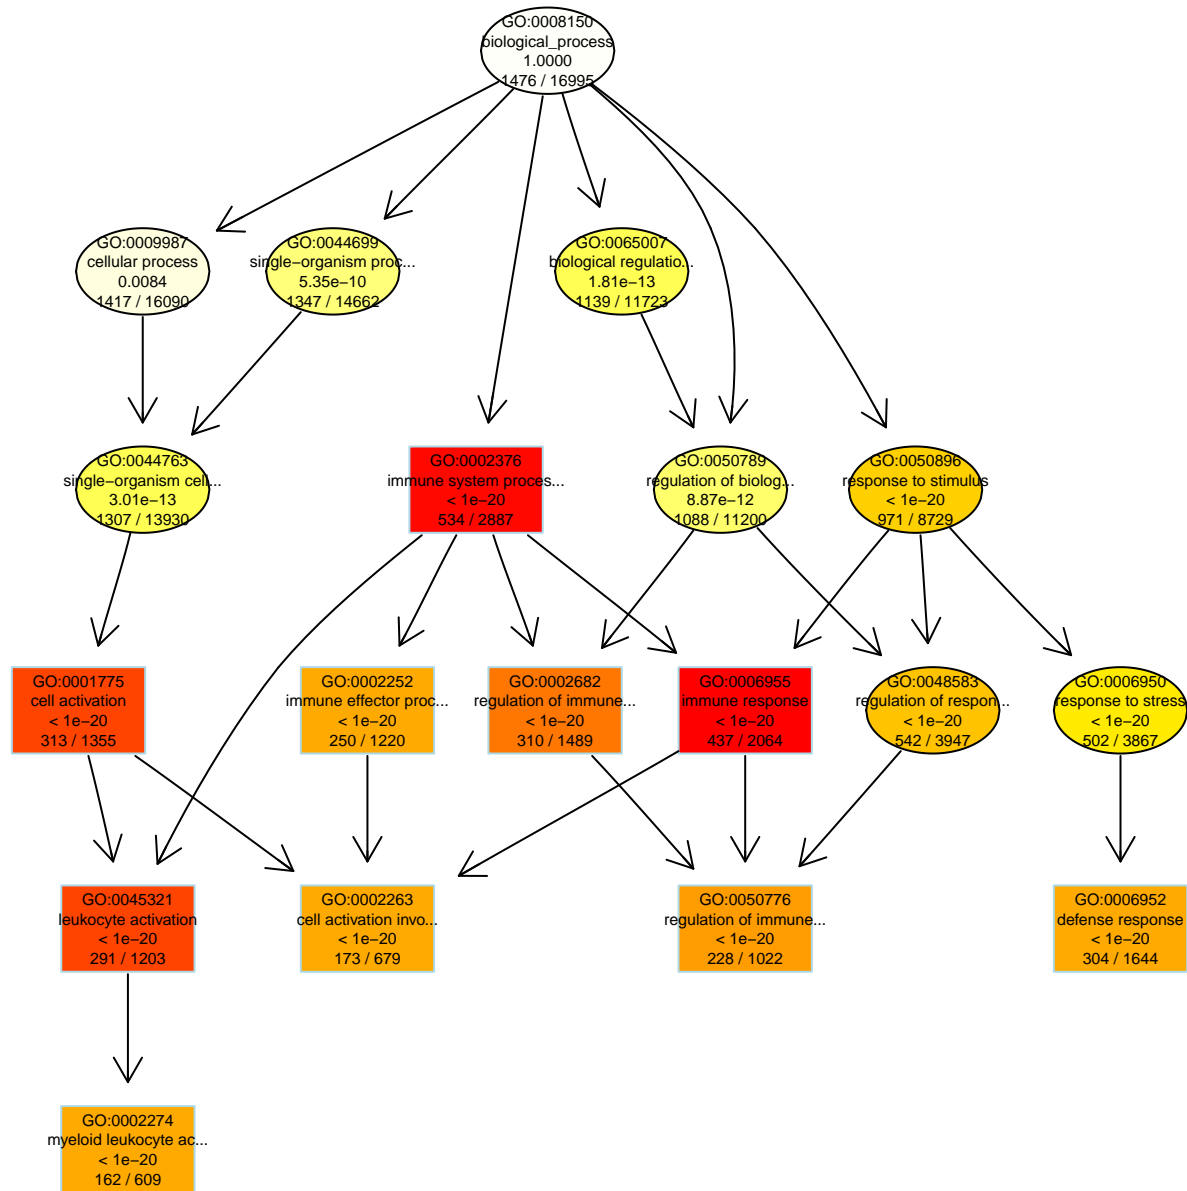 GO:0008150
biological_process
1.0000
1476 / 16995
GO:0009987
cellular process
0.0084
1417 / 16090
GO:0044699
single−organism proc...
5.35e−10
1347 / 14662
GO:0065007
biological regulatio...
1.81e−13
1139 / 11723
GO:0044763
single−organism cell...
3.01e−13
1307 / 13930
GO:0002376
immune system proces...
< 1e−20
534 / 2887
GO:0050789
regulation of biolog...
8.87e−12
1088 / 11200
GO:0050896
response to stimulus
< 1e−20
971 / 8729
GO:0001775
cell activation
< 1e−20
313 / 1355
GO:0002252
immune effector proc...
< 1e−20
250 / 1220
GO:0002682
regulation of immune...
< 1e−20
310 / 1489
GO:0006955
immune response
< 1e−20
437 / 2064
GO:0048583
regulation of respon...
< 1e−20
542 / 3947
GO:0006950
response to stress
< 1e−20
502 / 3867
GO:0045321
leukocyte activation
< 1e−20
291 / 1203
GO:0002263
cell activation invo...
< 1e−20
173 / 679
GO:0050776
regulation of immune...
< 1e−20
228 / 1022
GO:0006952
defense response
< 1e−20
304 / 1644
GO:0002274
myeloid leukocyte ac...
< 1e−20
162 / 609